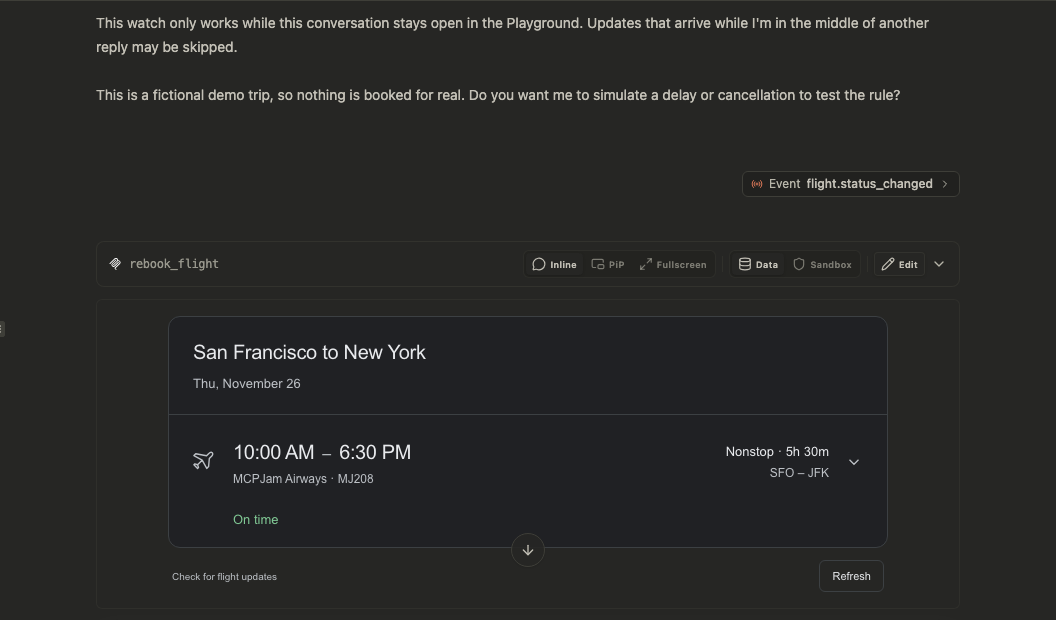 This watch only works while this conversation stays open in the Playground. Updates that arrive while I'm in the middle of another
reply may be skipped.
This is a fictional demo trip, so nothing is booked for real. Do you want me to simulate a delay or cancellation to test the rule?
Event flight.status_changed
rebook_flight
Inline PiP Fullscreen Data Sandbox Edit
San Francisco to New York
Thu, November 26
10:00 AM – 6:30 PM
Nonstop · 5h 30m
MCPJam Airways · MJ208
SFO – JFK
On time
Check for flight updates
Refresh